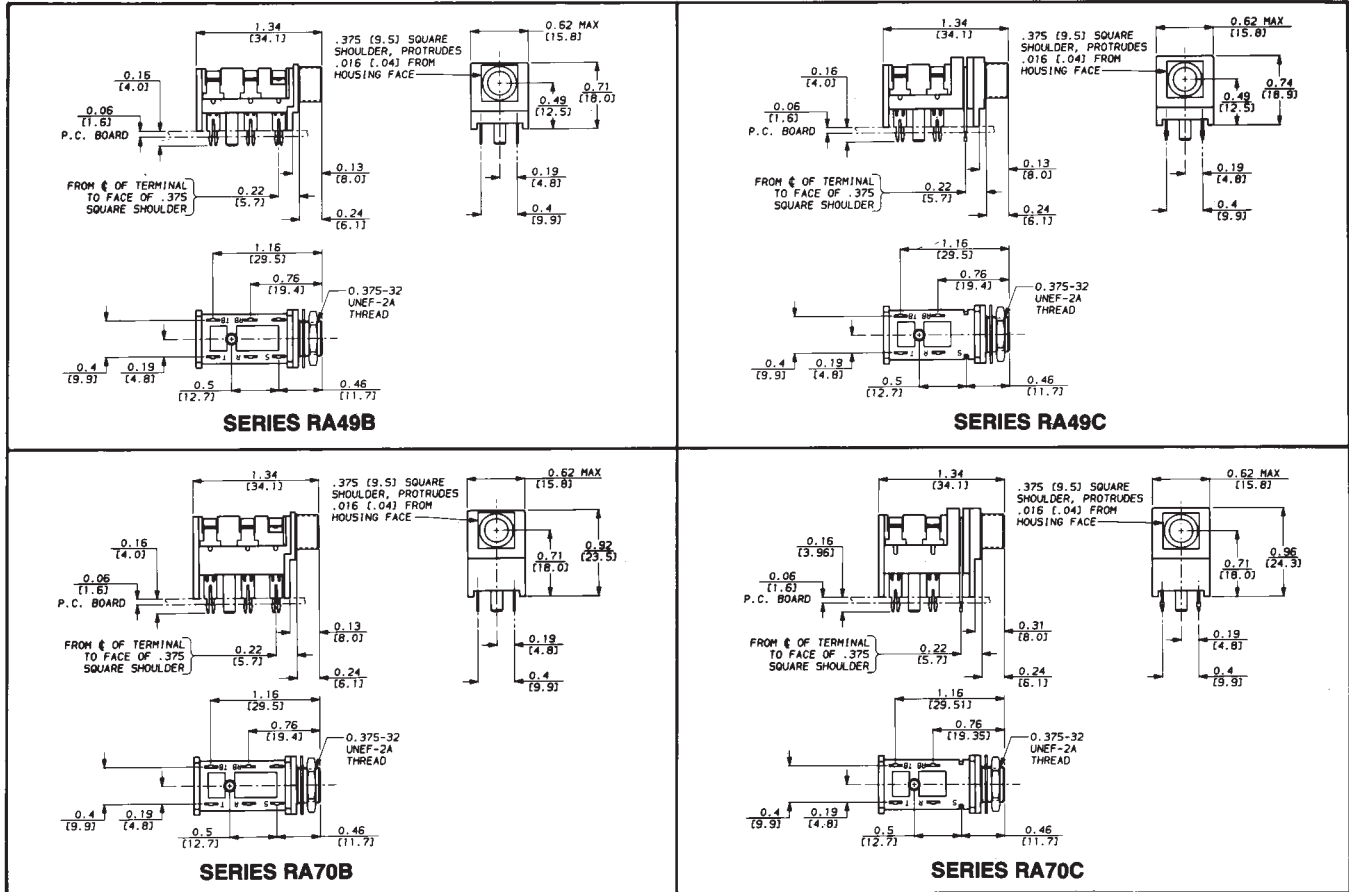 1.34
[34.1]
.375 [9.5] SQUARE
SHOULDER, PROTRUDES
.016 [.04] FROM
HOUSING FACE
0.62 MAX
[15.8]
0.16
[4.0]
0.06
[1.6]
P.C. BOARD
0.49
[12.5]
0.71
[18.0]
0.13
[8.0]
FROM ℄ OF TERMINAL
TO FACE OF .375
SQUARE SHOULDER
0.22
[5.7]
0.24
[6.1]
0.19
[4.8]
0.4
[9.9]
1.16
[29.5]
0.76
[19.4]
0.375-32
UNEF-2A
THREAD
TB RB
T R S
0.4
[9.9]
0.19
[4.8]
0.5
[12.7]
0.46
[11.7]
SERIES RA49B
1.34
[34.1]
.375 [9.5] SQUARE
SHOULDER, PROTRUDES
.016 [.04] FROM
HOUSING FACE
0.62 MAX
[15.8]
0.16
[4.0]
0.06
[1.6]
P.C. BOARD
0.49
[12.5]
0.74
[18.9]
0.13
[8.0]
FROM ℄ OF TERMINAL
TO FACE OF .375
SQUARE SHOULDER
0.22
[5.7]
0.24
[6.1]
0.19
[4.8]
0.4
[9.9]
1.16
[29.5]
0.76
[19.4]
0.375-32
UNEF-2A
THREAD
TB RB
T R S
0.4
[9.9]
0.19
[4.8]
0.5
[12.7]
0.46
[11.7]
SERIES RA49C
1.34
[34.1]
.375 [9.5] SQUARE
SHOULDER, PROTRUDES
.016 [.04] FROM
HOUSING FACE
0.62 MAX
[15.8]
0.16
[4.0]
0.06
[1.6]
P.C. BOARD
0.71
[18.0]
0.92
[23.5]
0.13
[8.0]
FROM ℄ OF TERMINAL
TO FACE OF .375
SQUARE SHOULDER
0.22
[5.7]
0.24
[6.1]
0.19
[4.8]
0.4
[9.9]
1.16
[29.5]
0.76
[19.4]
0.375-32
UNEF-2A
THREAD
TB RB
T R S
0.4
[9.9]
0.19
[4.8]
0.5
[12.7]
0.46
[11.7]
SERIES RA70B
1.34
[34.1]
.375 [9.5] SQUARE
SHOULDER, PROTRUDES
.016 [.04] FROM
HOUSING FACE
0.62 MAX
[15.8]
0.16
[3.96]
0.06
[1.6]
P.C. BOARD
0.71
[18.0]
0.96
[24.3]
0.31
[8.0]
FROM ℄ OF TERMINAL
TO FACE OF .375
SQUARE SHOULDER
0.22
[5.7]
0.24
[6.1]
0.19
[4.8]
0.4
[9.9]
1.16
[29.51]
0.76
[19.35]
0.375-32
UNEF-2A
THREAD
TB RB
T R S
0.4
[9.9]
0.19
[4.8]
0.5
[12.7]
0.46
[11.7]
SERIES RA70C